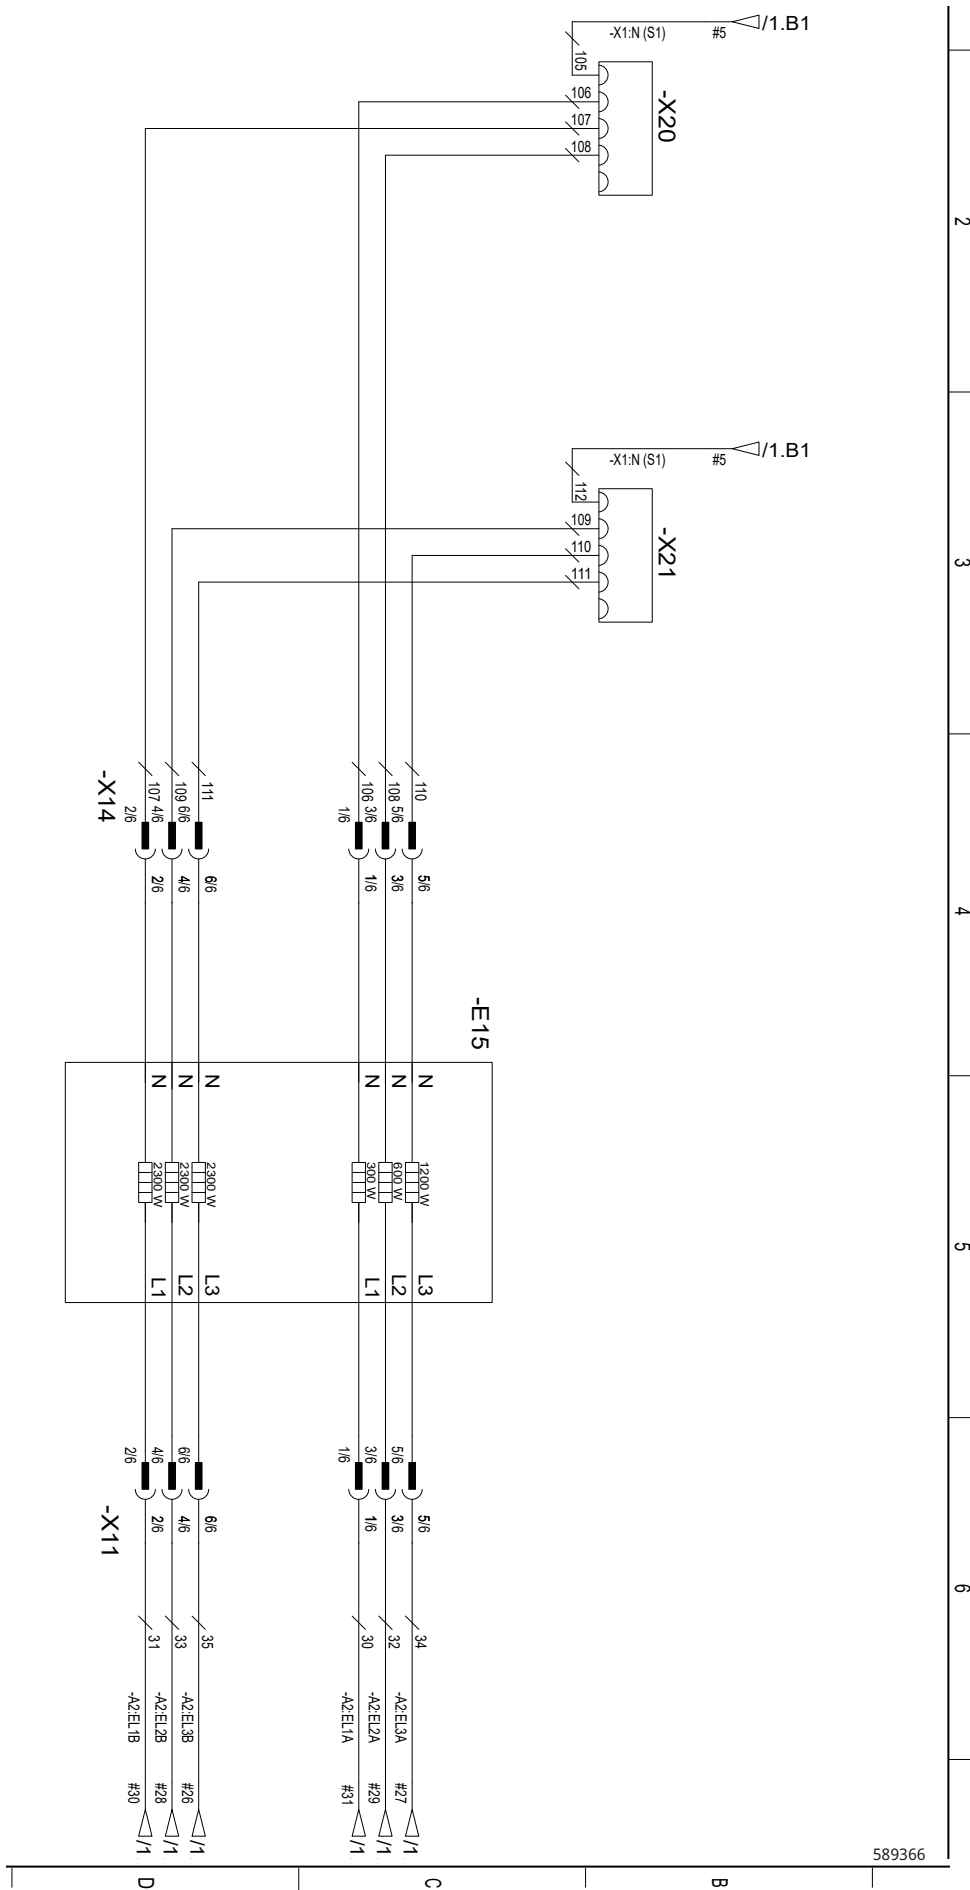 /1.B1
-X1:N (S1)
#5
105
106
107
108
-X20
2
/1.B1
-X1:N (S1)
#5
112
109
110
111
-X21
3
-X14
107
109
111
106
108
110
2/6
4/6
6/6
1/6
3/6
5/6
2/6
4/6
6/6
1/6
3/6
5/6
4
-E15
N
N
N
N
N
N
2300 W
2300 W
2300 W
300 W
600 W
1200 W
5
L1
L2
L3
L1
L2
L3
2/6
4/6
6/6
1/6
3/6
5/6
2/6
4/6
6/6
1/6
3/6
5/6
-X11
6
31
33
35
30
32
34
-A2:EL1B
-A2:EL2B
-A2:EL3B
-A2:EL1A
-A2:EL2A
-A2:EL3A
#30
#28
#26
#31
#29
#27
/1
/1
/1
/1
/1
/1
589366
D
C
B